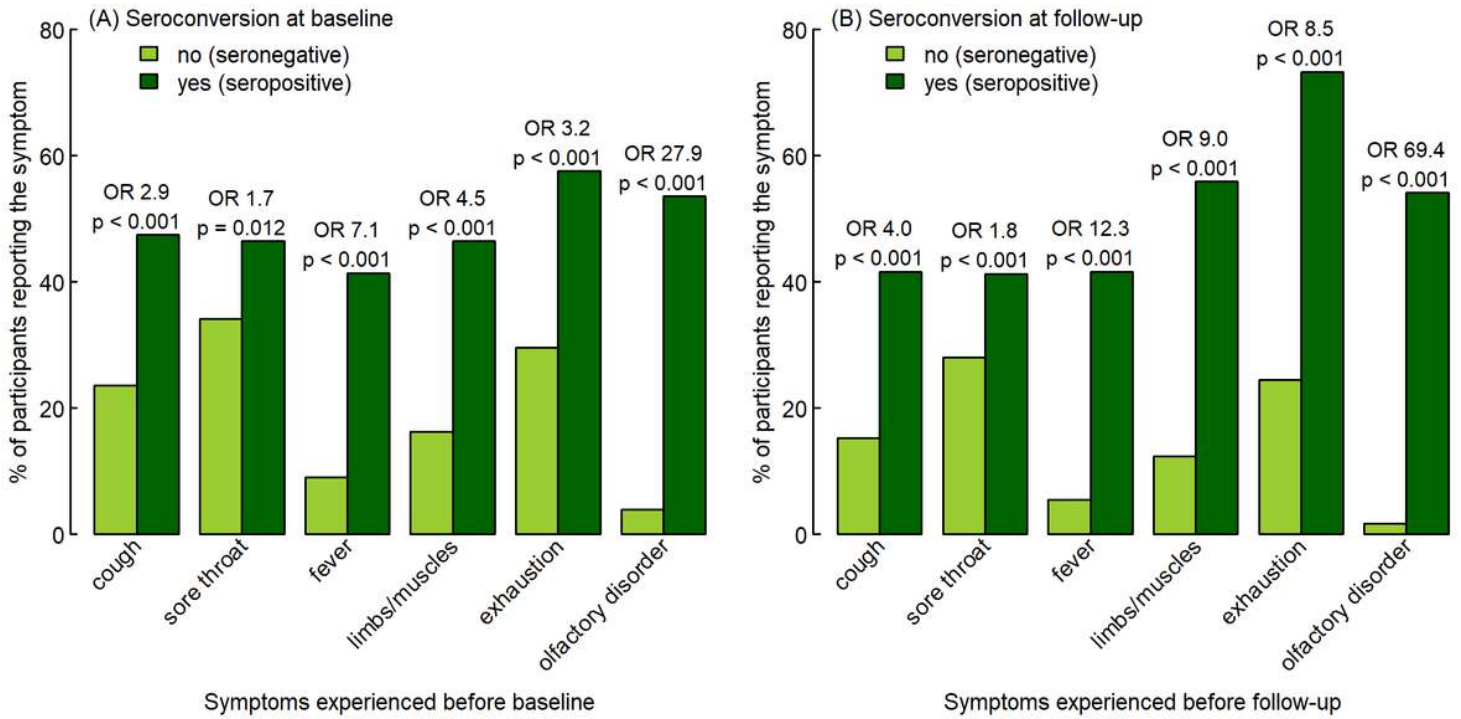 (A) Seroconversion at baseline
no (seronegative)
yes (seropositive)
% of participants reporting the symptom
80
60
40
20
0
OR 2.9
p < 0.001
OR 1.7
p = 0.012
OR 7.1
p < 0.001
OR 4.5
p < 0.001
OR 3.2
p < 0.001
OR 27.9
p < 0.001
cough
sore throat
fever
limbs/muscles
exhaustion
olfactory disorder
Symptoms experienced before baseline
(B) Seroconversion at follow-up
no (seronegative)
yes (seropositive)
% of participants reporting the symptom
80
60
40
20
0
OR 4.0
p < 0.001
OR 1.8
p < 0.001
OR 12.3
p < 0.001
OR 9.0
p < 0.001
OR 8.5
p < 0.001
OR 69.4
p < 0.001
cough
sore throat
fever
limbs/muscles
exhaustion
olfactory disorder
Symptoms experienced before follow-up